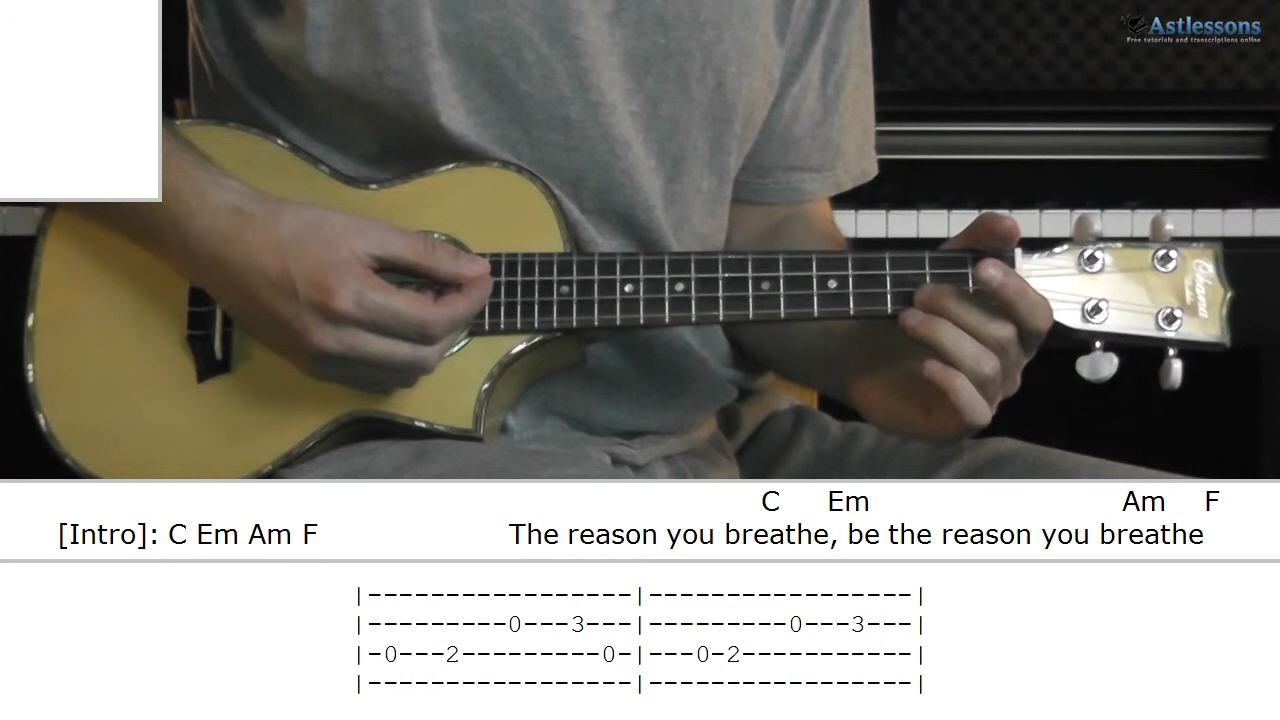 Astlessons
Free tutorials and transcriptions online
Ohana
C Em Am F
[Intro]: C Em Am F The reason you breathe, be the reason you breathe
|-----------------|-----------------|
|---------0---3---|---------0---3---|
|-0---2---------0-|---0-2-----------|
|-----------------|-----------------|